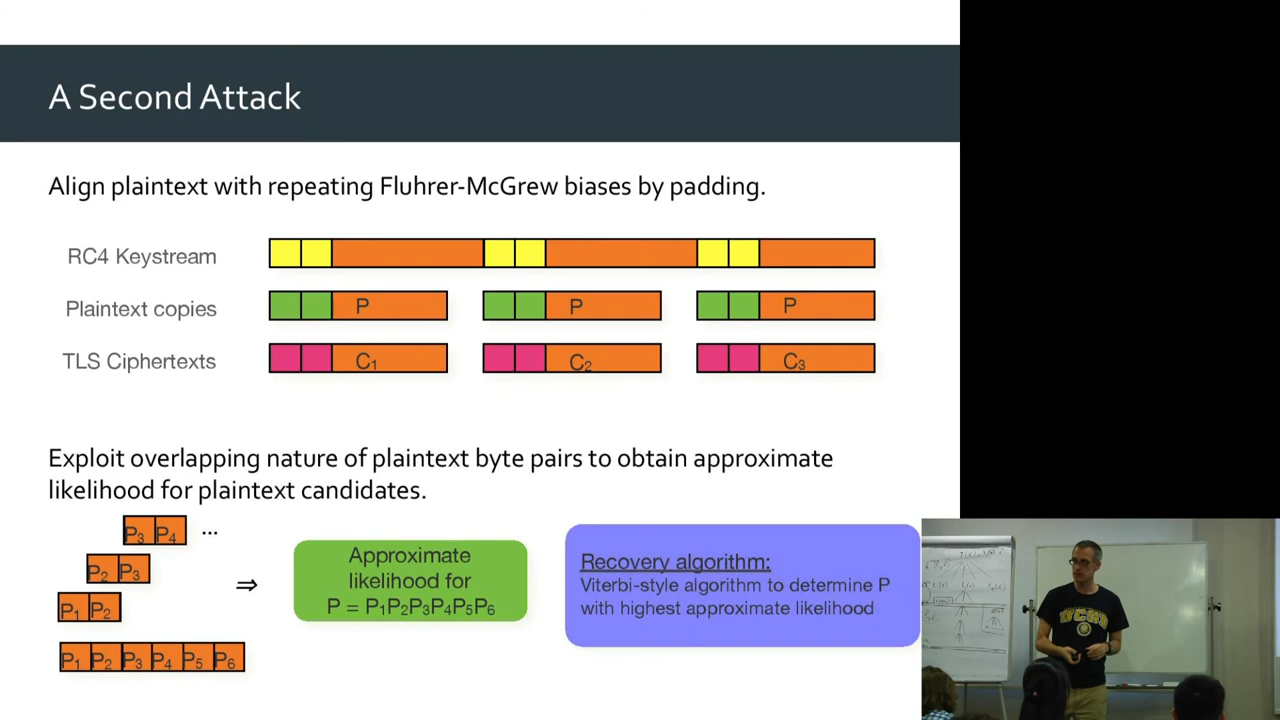 A Second Attack
Align plaintext with repeating Fluhrer-McGrew biases by padding.
RC4 Keystream
Plaintext copies
P
P
P
TLS Ciphertexts
C₁
C₂
C₃
Exploit overlapping nature of plaintext byte pairs to obtain approximate
likelihood for plaintext candidates.
P₃ P₄ ...
P₂ P₃
P₁ P₂
P₁ P₂ P₃ P₄ P₅ P₆
⇒
Approximate
likelihood for
P = P₁P₂P₃P₄P₅P₆
Recovery algorithm:
Viterbi-style algorithm to determine P
with highest approximate likelihood
UCSD